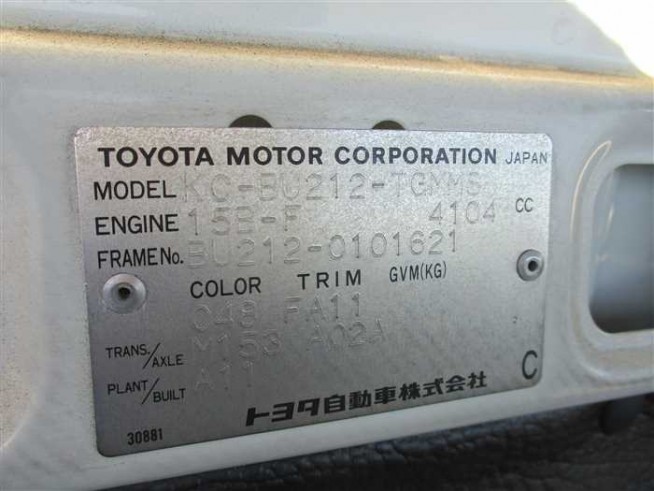 TOYOTA MOTOR CORPORATION JAPAN
MODEL KC-BU212-TGMMS
ENGINE 15B-F 4104 CC
FRAME No. BU212-0101621
COLOR TRIM GVM(KG)
048 FA11
TRANS./AXLE M153 A02A
PLANT/BUILT A11
C
トヨタ自動車株式会社
30881